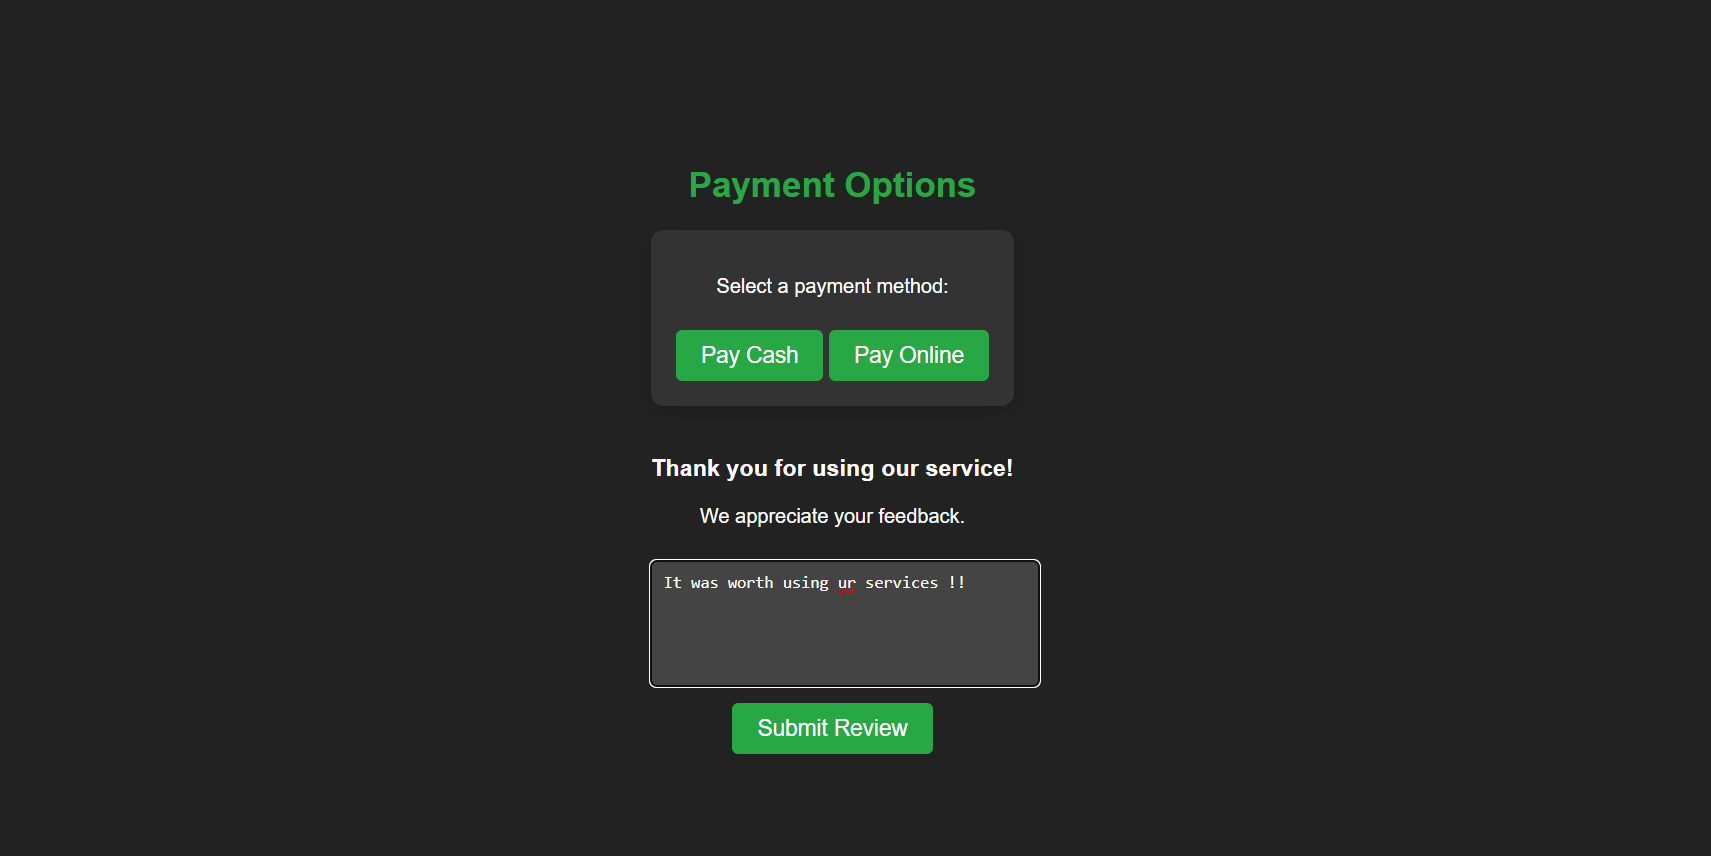 Payment Options
Select a payment method:
Pay Cash Pay Online
Thank you for using our service!
We appreciate your feedback.
It was worth using ur services !!
Submit Review